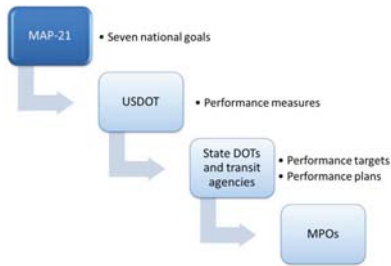 MAP-21
• Seven national goals
USDOT
• Performance measures
State DOTs
and transit
agencies
• Performance targets
• Performance plans
MPOs